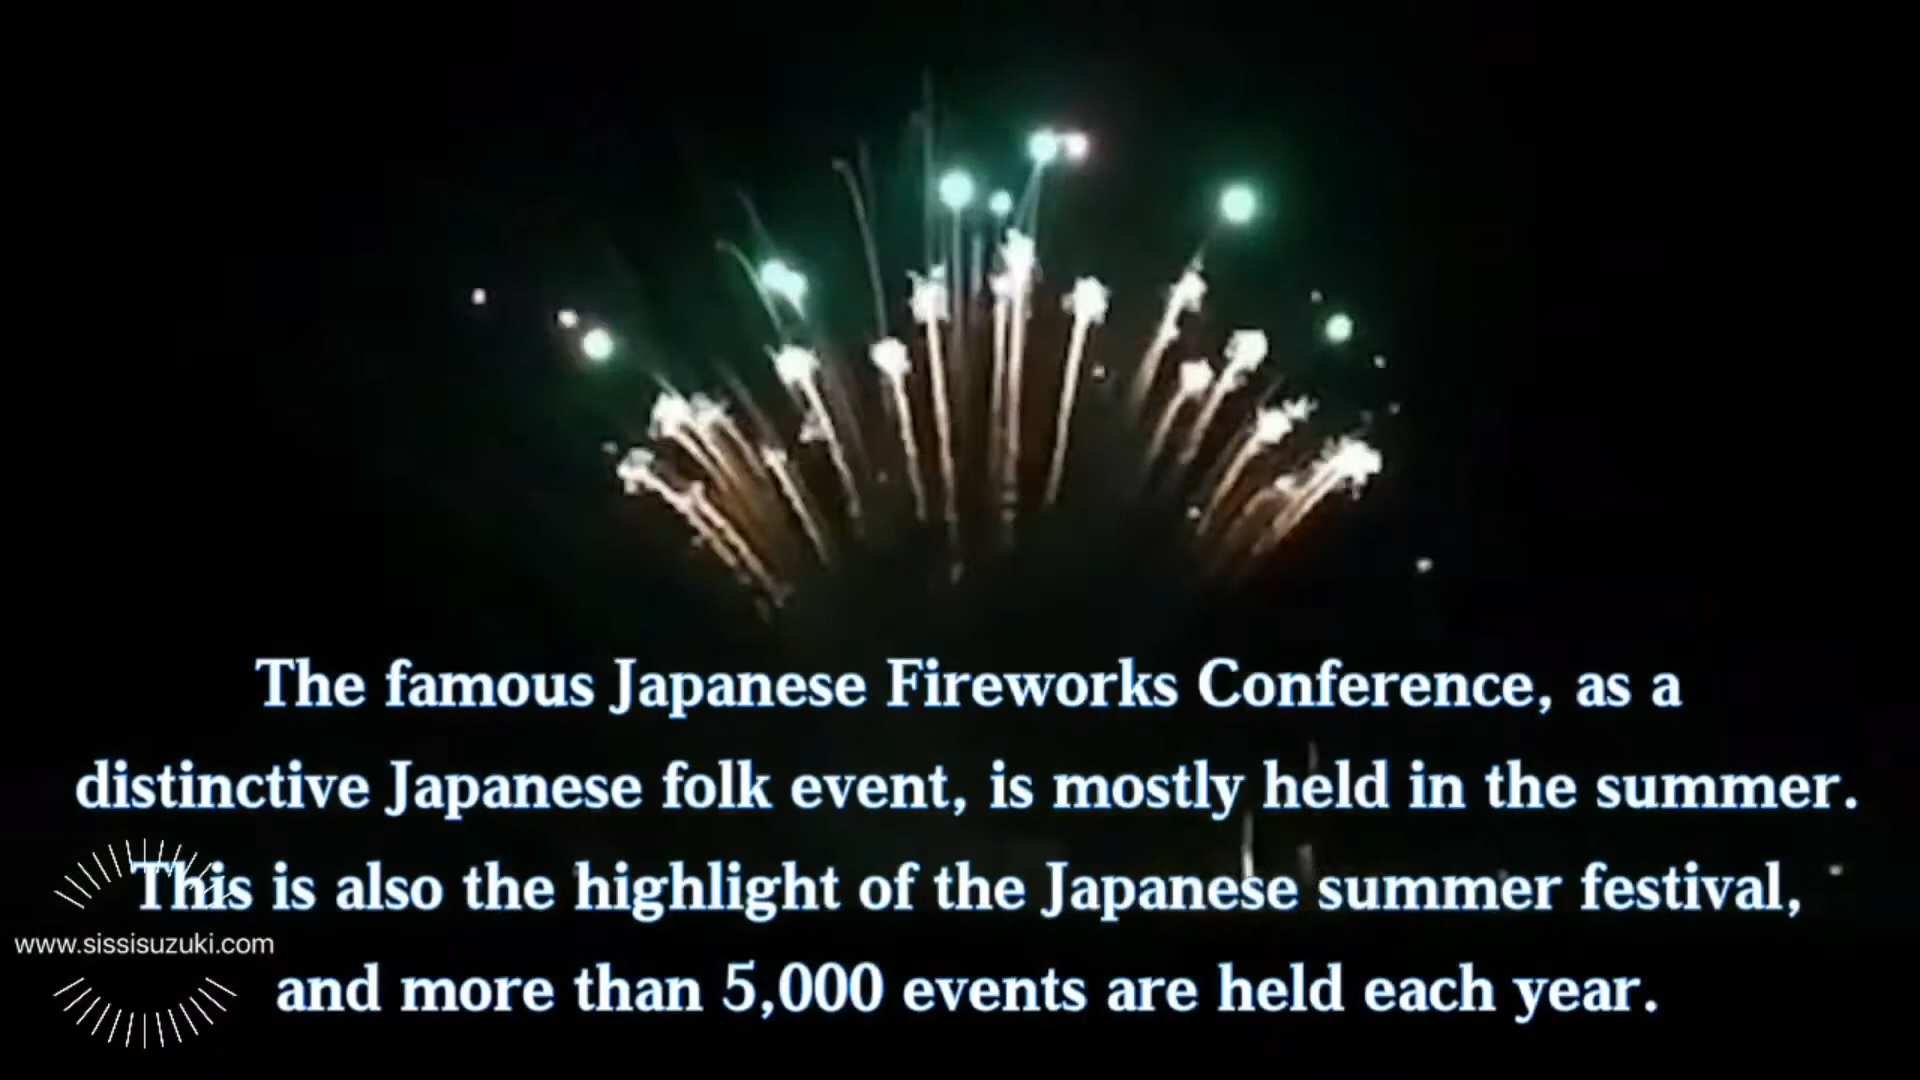 The famous Japanese Fireworks Conference, as a
distinctive Japanese folk event, is mostly held in the summer.
This is also the highlight of the Japanese summer festival,
www.sissisuzuki.com
and more than 5,000 events are held each year.